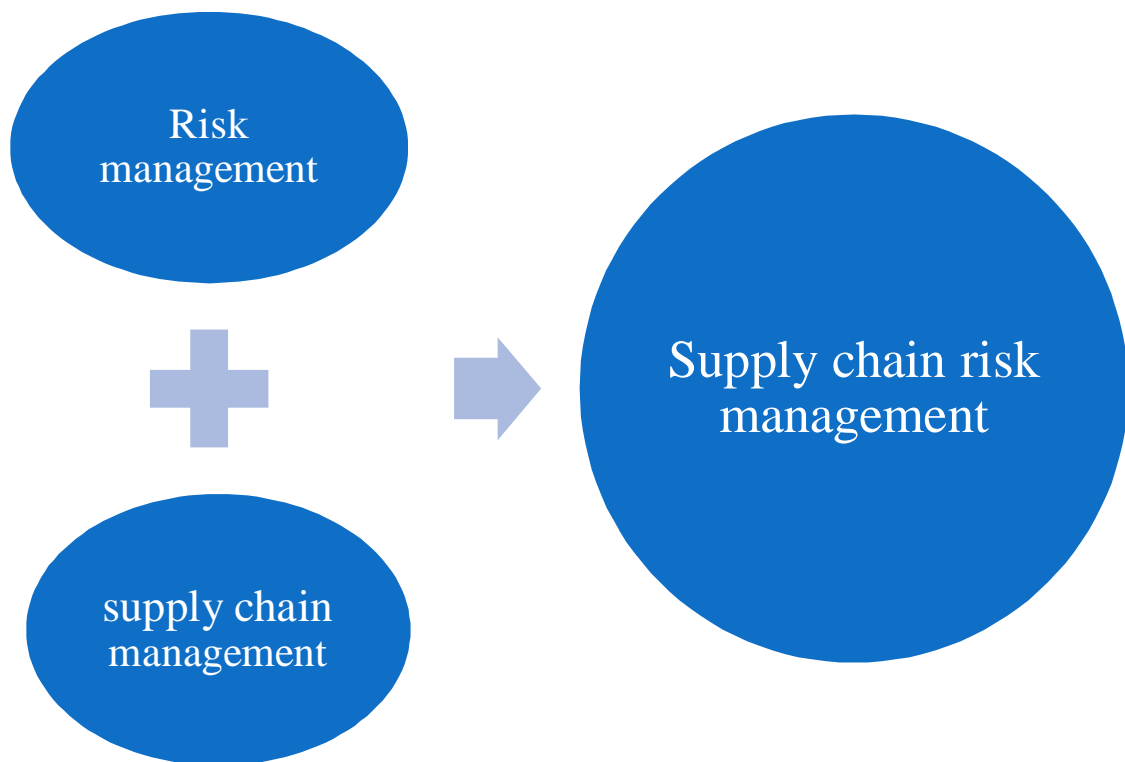 Risk
management
supply chain
management
Supply chain risk
management